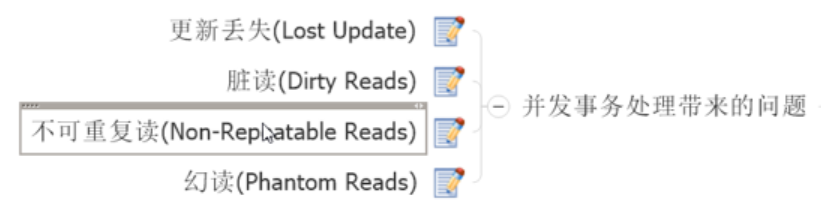 更新丢失(Lost Update)
脏读(Dirty Reads)
不可重复读(Non-Repeatable Reads)
幻读(Phantom Reads)
并发事务处理带来的问题